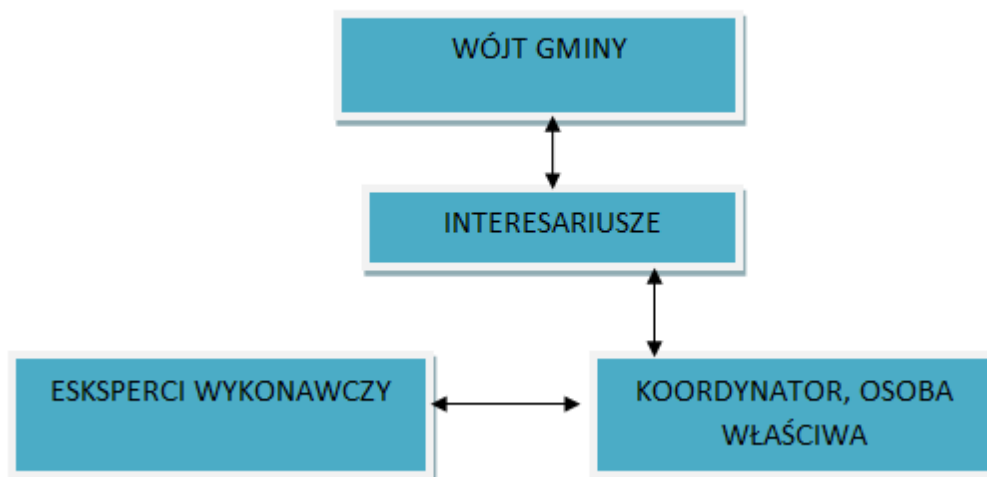 WÓJT GMINY
INTERESARIUSZE
ESKSPERCI WYKONAWCZY
KOORDYNATOR, OSOBA
WŁAŚCIWA